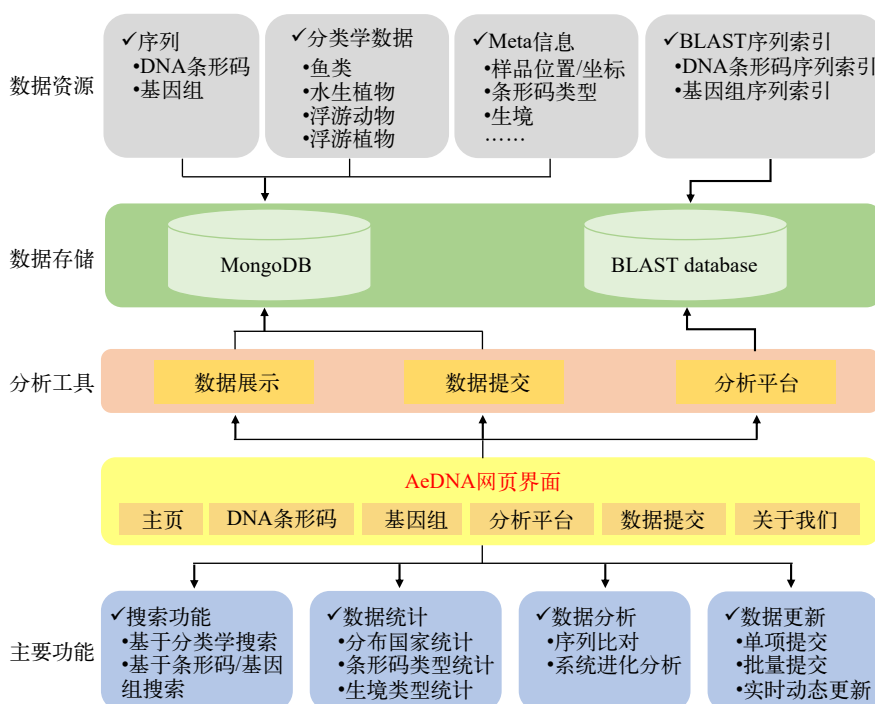 数据资源
✓序列
•DNA条形码
•基因组
✓分类学数据
•鱼类
•水生植物
•浮游动物
•浮游植物
✓Meta信息
•样品位置/坐标
•条形码类型
•生境
……
✓BLAST序列索引
•DNA条形码序列索引
•基因组序列索引
数据存储
MongoDB
BLAST database
分析工具
数据展示
数据提交
分析平台
AeDNA网页界面
主页
DNA条形码
基因组
分析平台
数据提交
关于我们
主要功能
✓搜索功能
•基于分类学搜索
•基于条形码/基因
组搜索
✓数据统计
•分布国家统计
•条形码类型统计
•生境类型统计
✓数据分析
•序列比对
•系统进化分析
✓数据更新
•单项提交
•批量提交
•实时动态更新